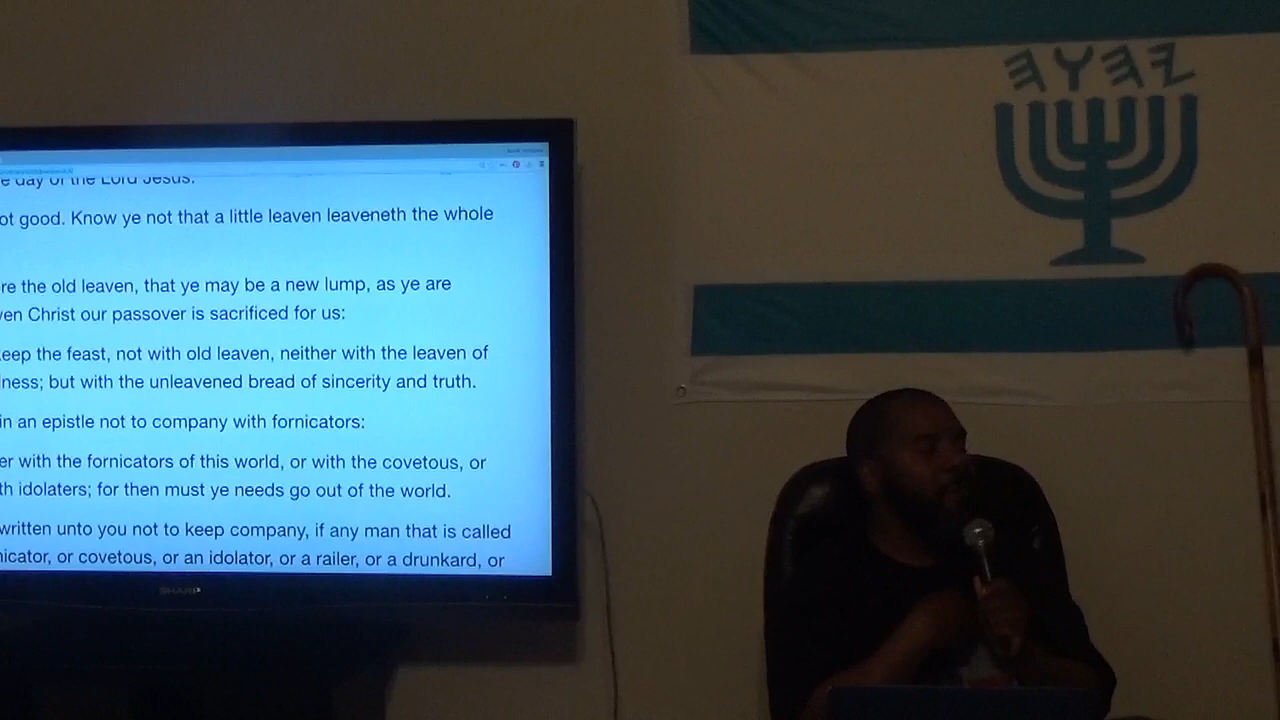 e day of the Lord Jesus.
ot good. Know ye not that a little leaven leaveneth the whole
re the old leaven, that ye may be a new lump, as ye are
ven Christ our passover is sacrificed for us:
keep the feast, not with old leaven, neither with the leaven of
lness; but with the unleavened bread of sincerity and truth.
in an epistle not to company with fornicators:
er with the fornicators of this world, or with the covetous, or
th idolaters; for then must ye needs go out of the world.
written unto you not to keep company, if any man that is called
nicator, or covetous, or an idolator, or a railer, or a drunkard, or
SHARP
𐤉𐤄𐤅𐤄